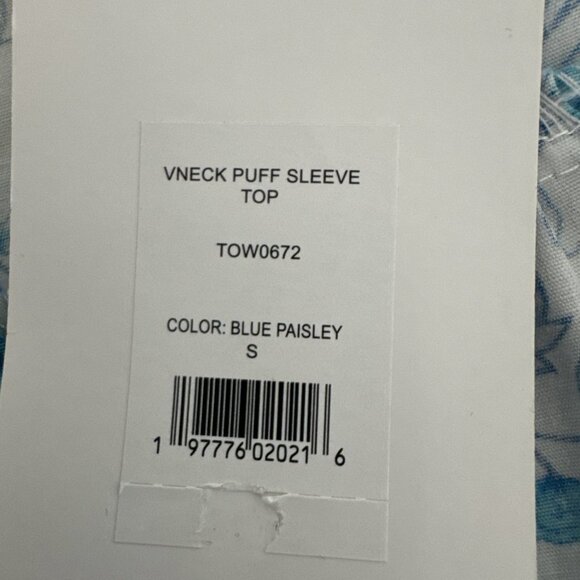 VNECK PUFF SLEEVE
TOP
TOW0672
COLOR: BLUE PAISLEY
S
1 97776 02021 6